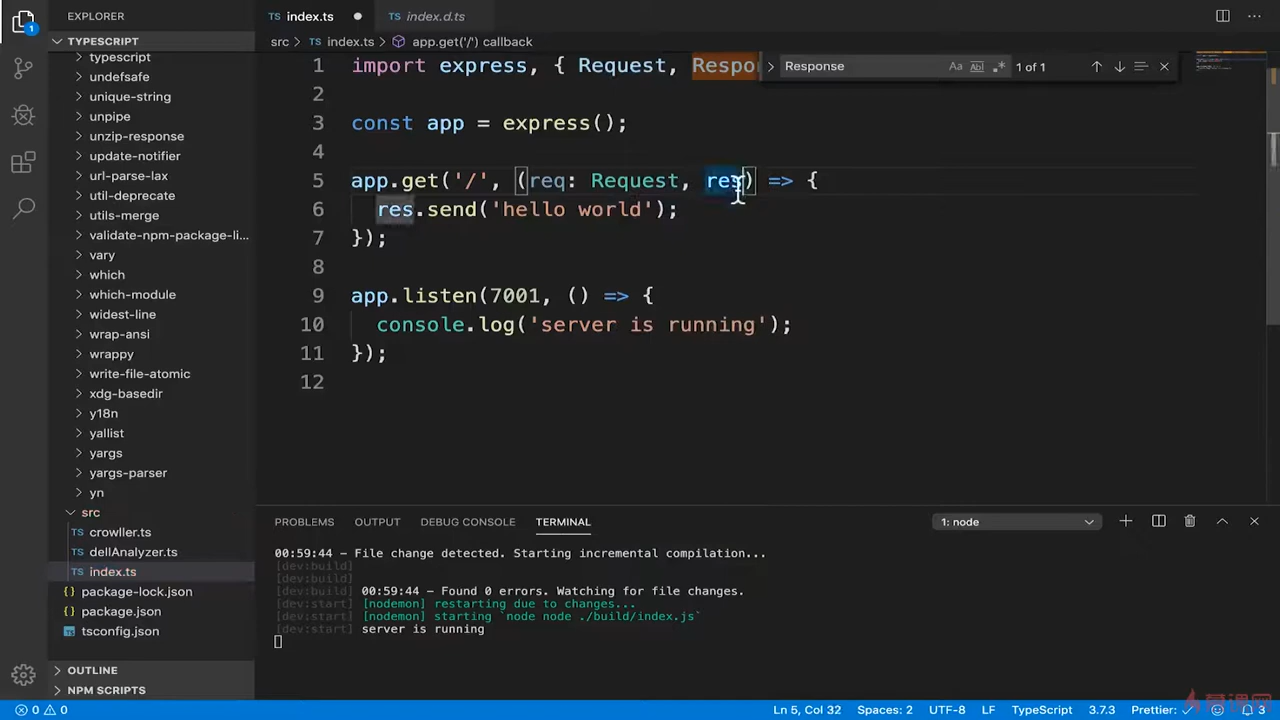 EXPLORER
index.ts
index.d.ts
TYPESCRIPT
src > index.ts > app.get('/') callback
typescript
undefsafe
unique-string
unpipe
unzip-response
update-notifier
url-parse-lax
util-deprecate
utils-merge
validate-npm-package-li...
vary
which
which-module
widest-line
wrap-ansi
wrappy
write-file-atomic
xdg-basedir
y18n
yallist
yargs
yargs-parser
yn
src
crowller.ts
dellAnalyzer.ts
index.ts
package-lock.json
package.json
tsconfig.json
OUTLINE
NPM SCRIPTS
1
1 import express, { Request, Respo
Response
Aa Abl .* 1 of 1
2
3 const app = express();
4
5 app.get('/', (req: Request, res) => {
6 res.send('hello world');
7 });
8
9 app.listen(7001, () => {
10 console.log('server is running');
11 });
12
PROBLEMS OUTPUT DEBUG CONSOLE TERMINAL
1: node
00:59:44 - File change detected. Starting incremental compilation...
[dev:build]
[dev:build]
[dev:build] 00:59:44 - Found 0 errors. Watching for file changes.
[dev:start] [nodemon] restarting due to changes...
[dev:start] [nodemon] starting `node node ./build/index.js`
[dev:start] server is running
0 0
Ln 5, Col 32 Spaces: 2 UTF-8 LF TypeScript 3.7.3 Prettier: ✓ 3
慕课网